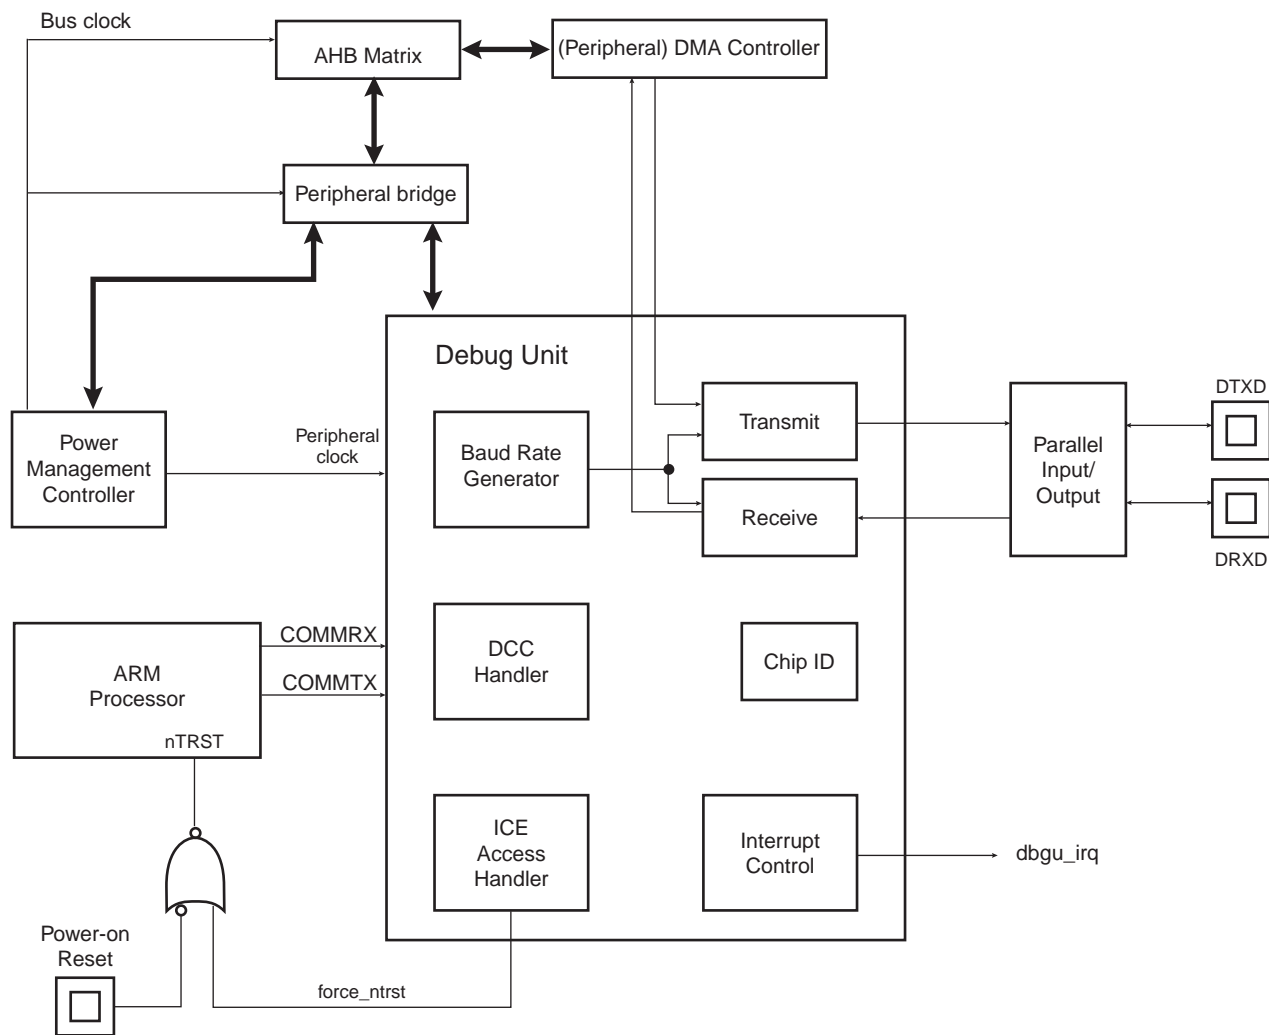 Bus clock
AHB Matrix
(Peripheral) DMA Controller
Peripheral bridge
Debug Unit
Power
Management
Controller
Peripheral
clock
Baud Rate
Generator
Transmit
Receive
Parallel
Input/
Output
DTXD
DRXD
ARM
Processor
nTRST
COMMRX
COMMTX
DCC
Handler
Chip ID
ICE
Access
Handler
Interrupt
Control
dbgu_irq
Power-on
Reset
force_ntrst